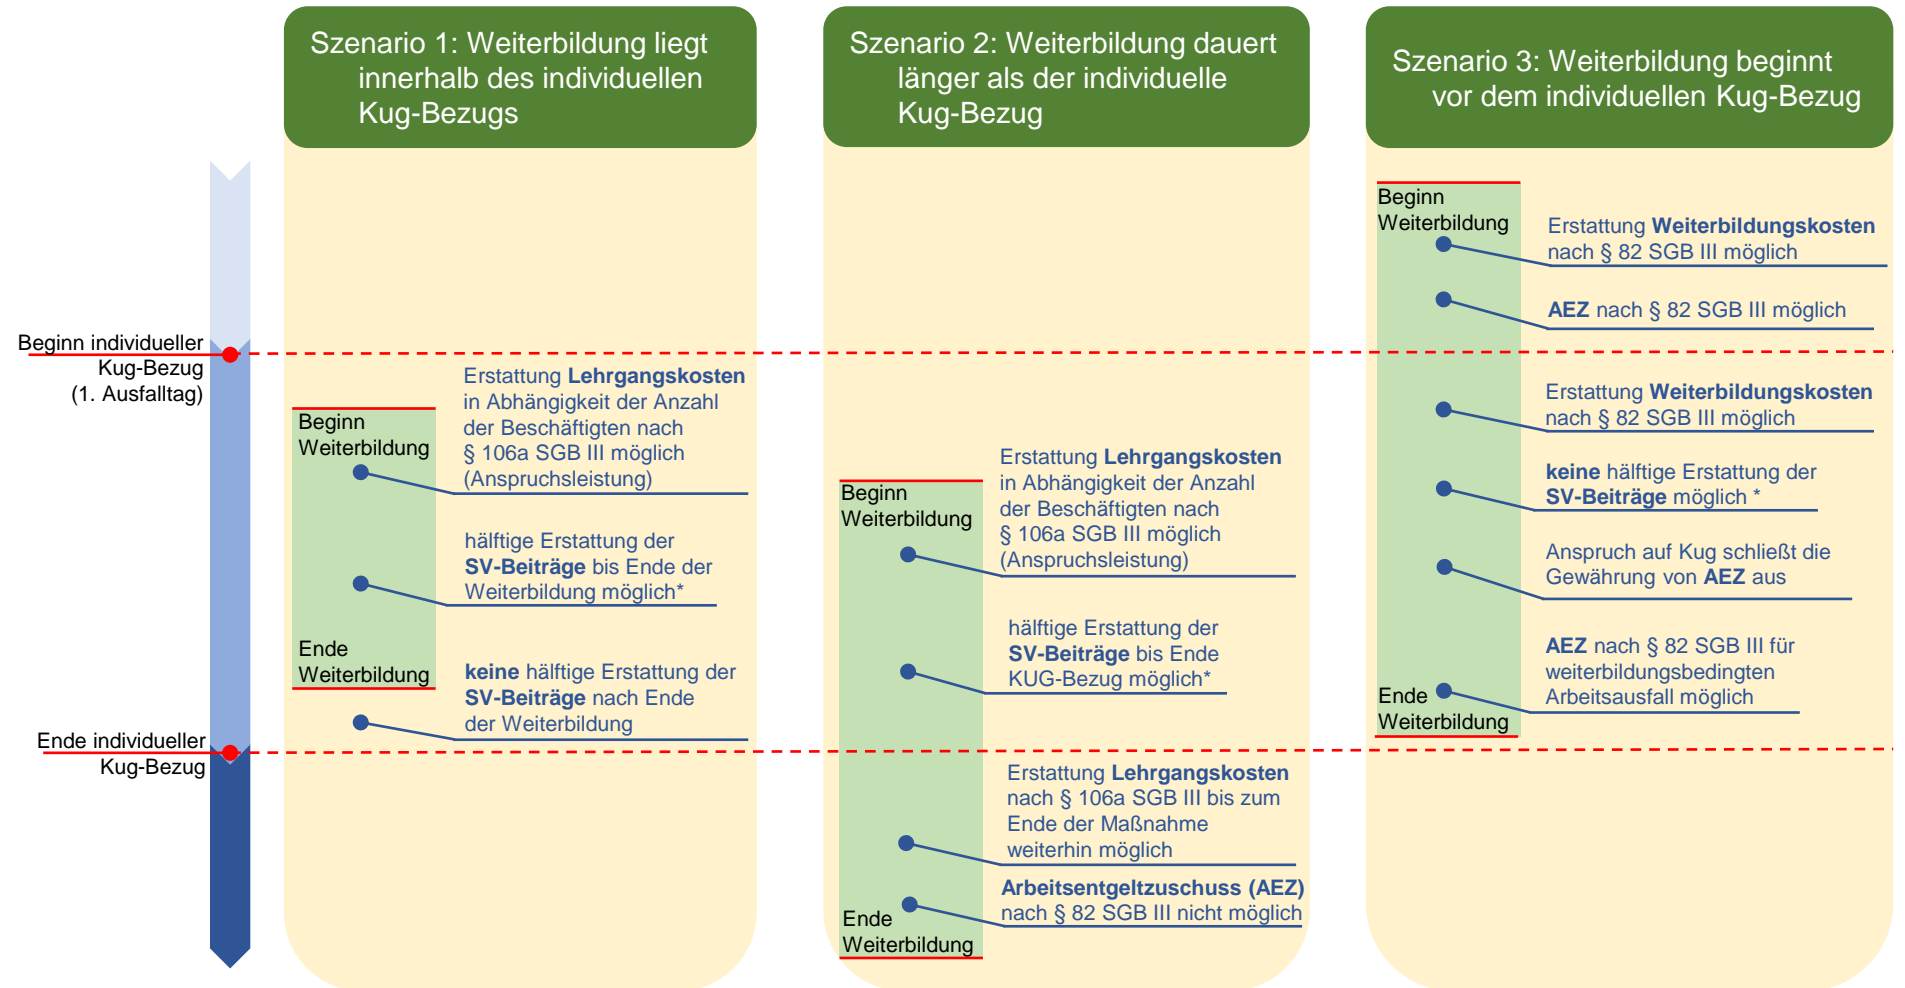 Szenario 1: Weiterbildung liegt
innerhalb des individuellen
Kug-Bezugs
Szenario 2: Weiterbildung dauert
länger als der individuelle
Kug-Bezug
Szenario 3: Weiterbildung beginnt
vor dem individuellen Kug-Bezug
Beginn individueller
Kug-Bezug
(1. Ausfalltag)
Ende individueller
Kug-Bezug
Beginn
Weiterbildung
Erstattung Lehrgangskosten
in Abhängigkeit der Anzahl
der Beschäftigten nach
§ 106a SGB III möglich
(Anspruchsleistung)
hälftige Erstattung der
SV-Beiträge bis Ende der
Weiterbildung möglich*
Ende
Weiterbildung
keine hälftige Erstattung der
SV-Beiträge nach Ende
der Weiterbildung
Beginn
Weiterbildung
Erstattung Lehrgangskosten
in Abhängigkeit der Anzahl
der Beschäftigten nach
§ 106a SGB III möglich
(Anspruchsleistung)
hälftige Erstattung der
SV-Beiträge bis Ende
KUG-Bezug möglich*
Erstattung Lehrgangskosten
nach § 106a SGB III bis zum
Ende der Maßnahme
weiterhin möglich
Arbeitsentgeltzuschuss (AEZ)
nach § 82 SGB III nicht möglich
Ende
Weiterbildung
Beginn
Weiterbildung
Erstattung Weiterbildungskosten
nach § 82 SGB III möglich
AEZ nach § 82 SGB III möglich
Erstattung Weiterbildungskosten
nach § 82 SGB III möglich
keine hälftige Erstattung der
SV-Beiträge möglich *
Anspruch auf Kug schließt die
Gewährung von AEZ aus
AEZ nach § 82 SGB III für
weiterbildungsbedingten
Arbeitsausfall möglich
Ende
Weiterbildung